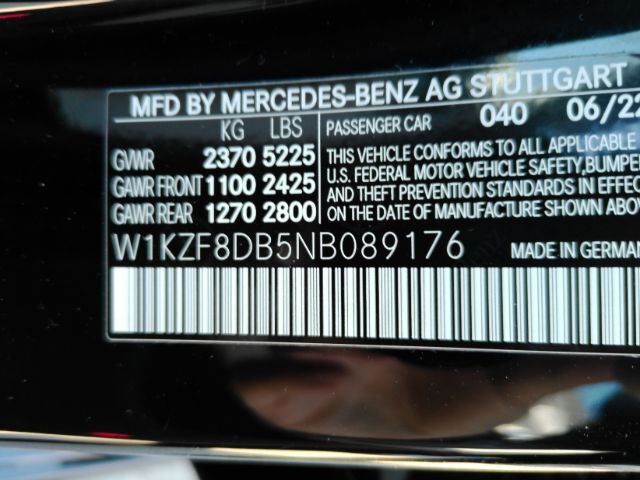 MFD BY MERCEDES-BENZ AG STUTTGART
KG LBS
GVWR 2370 5225
GAWR FRONT 1100 2425
GAWR REAR 1270 2800
PASSENGER CAR 040 06/22
THIS VEHICLE CONFORMS TO ALL APPLICABLE
U.S. FEDERAL MOTOR VEHICLE SAFETY, BUMPER
AND THEFT PREVENTION STANDARDS IN EFFECT
ON THE DATE OF MANUFACTURE SHOWN ABOVE
W1KZF8DB5NB089176 MADE IN GERMAN